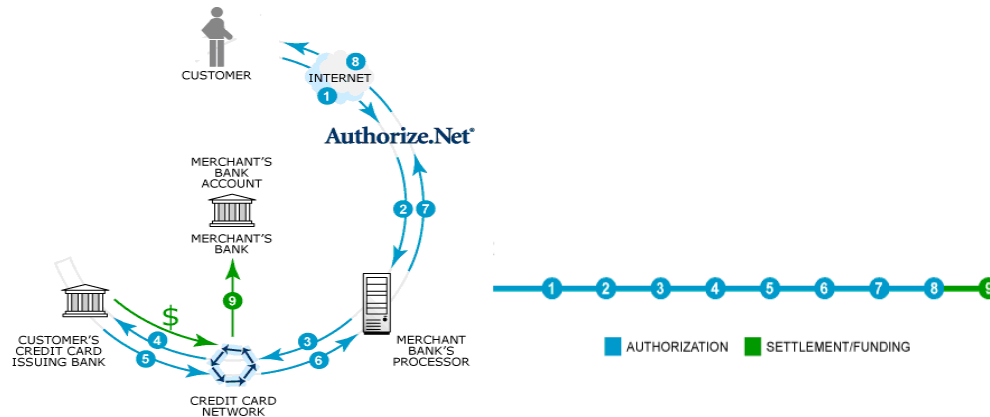 CUSTOMER
8
INTERNET
1
Authorize.Net®
MERCHANT'S
BANK
ACCOUNT
2
7
MERCHANT'S
BANK
9
$
CUSTOMER'S
CREDIT CARD
ISSUING BANK
4
5
3
6
MERCHANT
BANK'S
PROCESSOR
CREDIT CARD
NETWORK
1 2 3 4 5 6 7 8 9
AUTHORIZATION SETTLEMENT/FUNDING